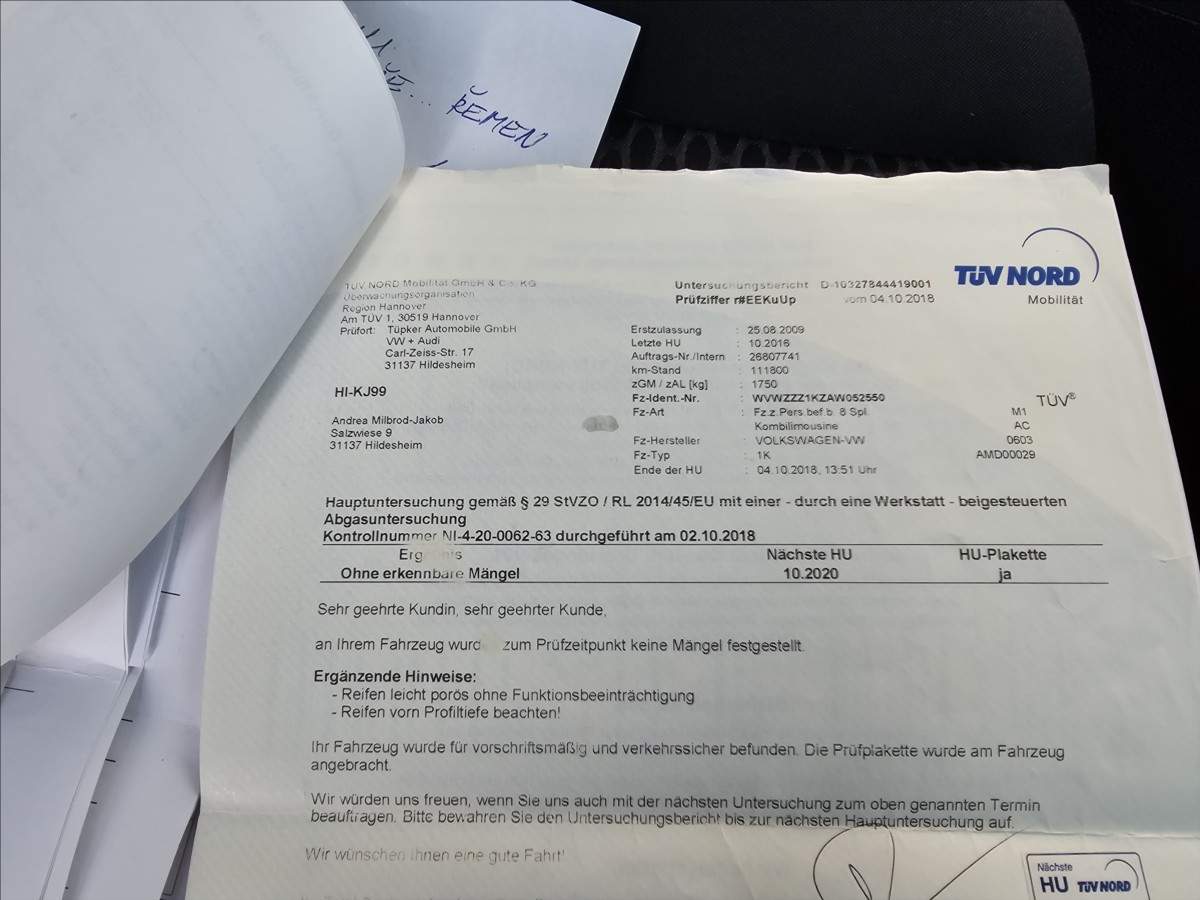 ŘEMEN
TÜV NORD
Mobilität
TÜV NORD Mobilität GmbH & Co. KG
Überwachungsorganisation
Region Hannover
Am TÜV 1, 30519 Hannover
Prüfort: Tüpker Automobile GmbH
VW + Audi
Carl-Zeiss-Str. 17
31137 Hildesheim
HI-KJ99
Andrea Milbrod-Jakob
Salzwiese 9
31137 Hildesheim
Untersuchungsbericht D-10327844419001
Prüfziffer r#EEKuUp vom 04.10.2018
Erstzulassung : 25.08.2009
Letzte HU : 10.2016
Auftrags-Nr./Intern : 26807741
km-Stand : 111800
zGM / zAL [kg] : 1750
Fz-Ident.-Nr. : WVWZZZ1KZAW052550
TÜV®
Fz-Art : Fz.z.Pers.bef.b. 8 Spl. M1
Kombilimousine AC
Fz-Hersteller : VOLKSWAGEN-VW 0603
Fz-Typ : 1K AMD00029
Ende der HU : 04.10.2018, 13:51 Uhr
Hauptuntersuchung gemäß § 29 StVZO / RL 2014/45/EU mit einer - durch eine Werkstatt - beigesteuerten
Abgasuntersuchung
Kontrollnummer NI-4-20-0062-63 durchgeführt am 02.10.2018
Ergebnis Nächste HU HU-Plakette
Ohne erkennbare Mängel 10.2020 ja
Sehr geehrte Kundin, sehr geehrter Kunde,
an Ihrem Fahrzeug wurd zum Prüfzeitpunkt keine Mängel festgestellt.
Ergänzende Hinweise:
- Reifen leicht porös ohne Funktionsbeeinträchtigung
- Reifen vorn Profiltiefe beachten!
Ihr Fahrzeug wurde für vorschriftsmäßig und verkehrssicher befunden. Die Prüfplakette wurde am Fahrzeug
angebracht.
Wir würden uns freuen, wenn Sie uns auch mit der nächsten Untersuchung zum oben genannten Termin
beauftragen. Bitte bewahren Sie den Untersuchungsbericht bis zur nächsten Hauptuntersuchung auf.
Wir wünschen Ihnen eine gute Fahrt!
Nächste
HU TÜV NORD